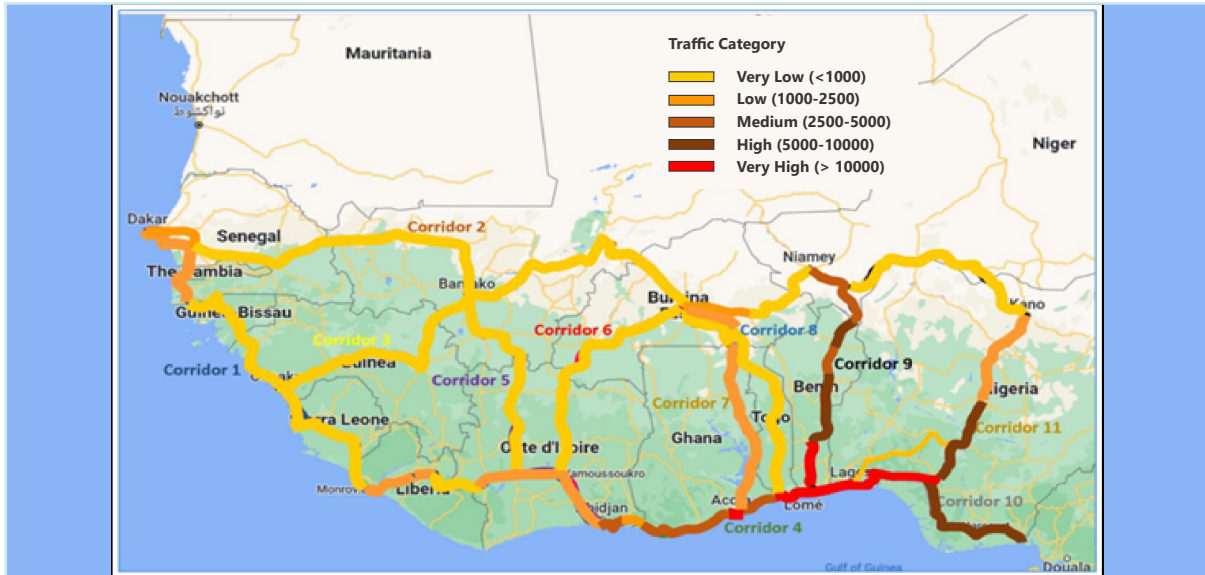 Mauritania
Traffic Category
Very Low (<1000)
Nouakchott
نواكشوط
Low (1000-2500)
Medium (2500-5000)
High (5000-10000)
Niger
Very High (> 10000)
Dakar
Senegal
Corridor 2
Niamey
The Gambia
Bamako
Burkina
Kano
Guinea-Bissau
Corridor 6
Corridor 8
Corridor 3
Guinea
Corridor 1
Corridor 5
Benin
Corridor 9
Nigeria
Corridor 7
Togo
Sierra Leone
Ghana
Corridor 11
Côte d'Ivoire
Yamoussoukro
Lagos
Monrovia
Liberia
Accra
Lomé
Corridor 10
Abidjan
Corridor 4
Gulf of Guinea
Douala